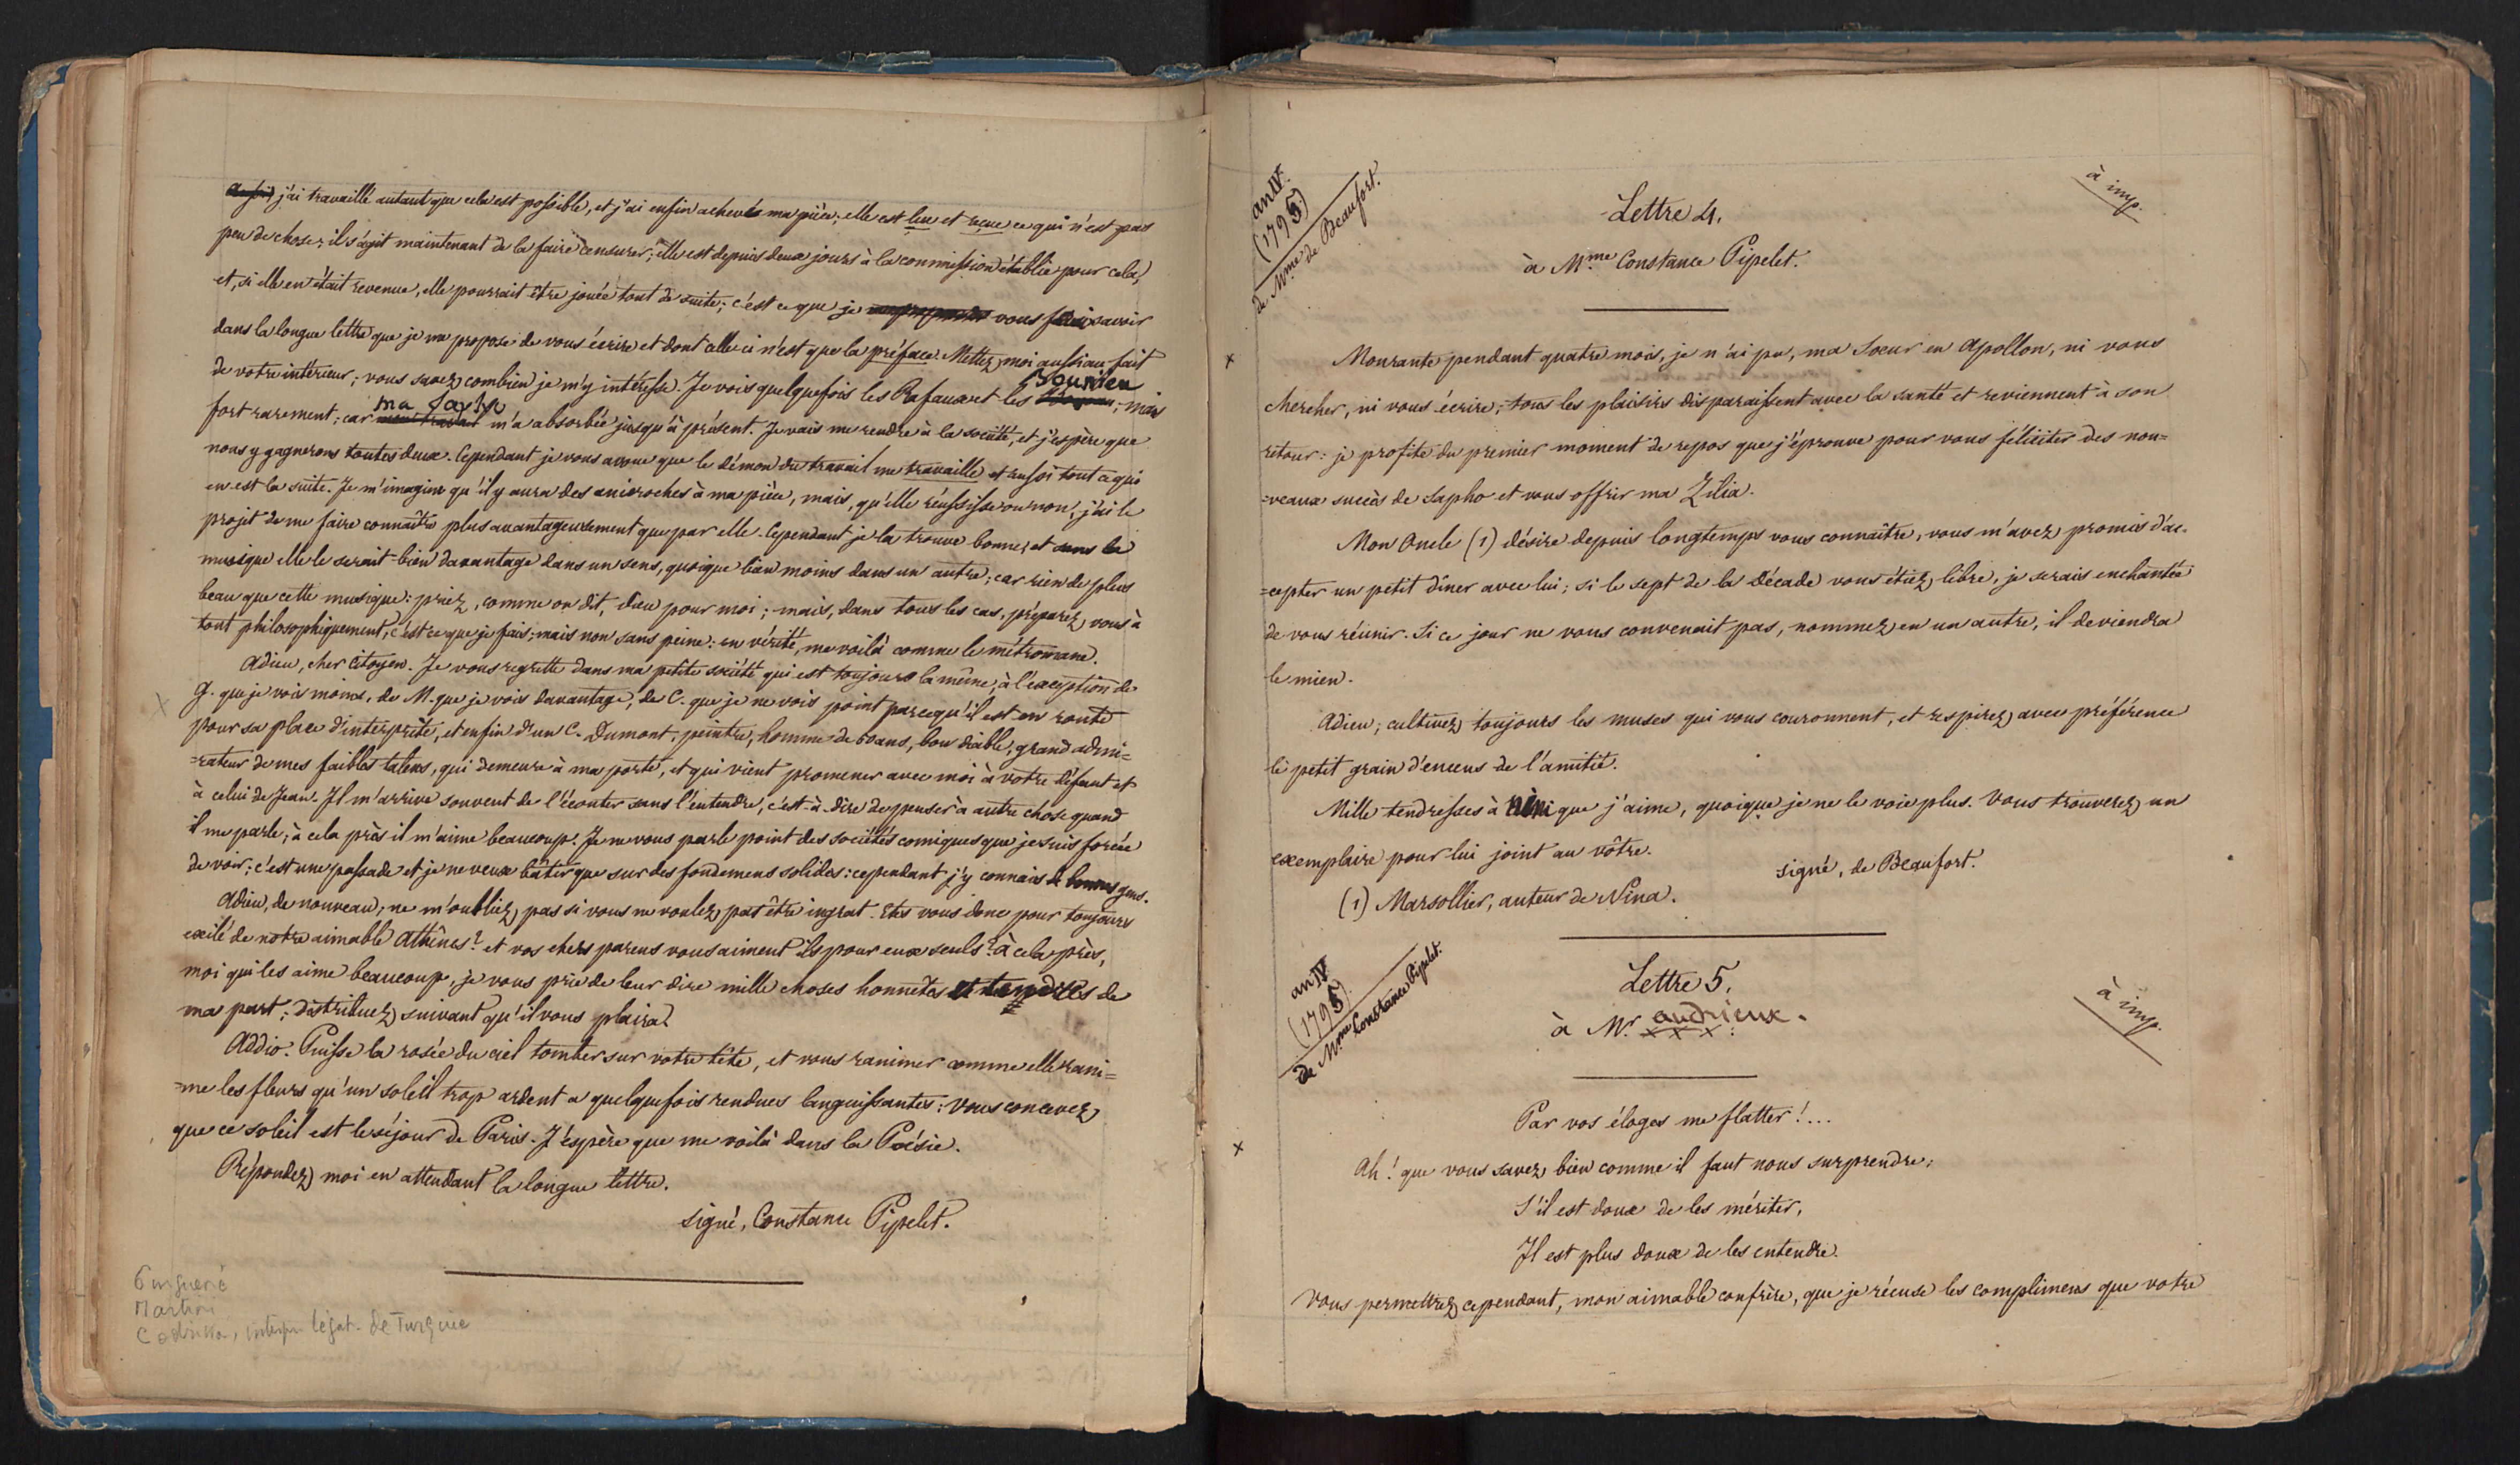 j'ai travaillé autant que cela est possible, et j'ai enfin achevé ma pièce; elle est lue et reçue ce qui n'est pas
peu de chose; il s'agit maintenant de la faire censurer; elle est depuis deux jours à la commission établie pour cela,
et, si elle en était revenue, elle pourrait être jouée tout de suite; c'est ce que je vous fais savoir
dans la longue lettre que je me propose de vous écrire et dont celle ci n'est que la préface. Mettez moi aussi au fait
de votre intérieur; vous savez combien je m'y intéresse. Je vois quelquefois les Rafaux et les Sourieu; mais
fort rarement; car ma Sapho m'a absorbée jusqu'à présent. Je vais me rendre à la société, et j'espère que
nous y gagnerons toutes deux. Cependant je vous avoue que le démon du travail me travaille et aussi tout ce qui
en est la suite. Je m'imagine qu'il y aura des anicroches à ma pièce, mais, qu'elle réussisse ou non, j'ai le
projet de me faire connaître plus avantageusement que par elle. Cependant je la trouve bonne; et sans la
musique elle le serait bien davantage dans un sens, quoique bien moins dans un autre; car rien de plus
beau que cette musique: priez, comme on dit, dieu pour moi; mais, dans tous les cas, préparez vous à
tout philosophiquement, c'est ce que je fais; mais non sans peine: en vérité, me voilà comme le métromane.
Adieu, cher Citoyen. Je vous regrette dans ma petite société qui est toujours la même, à l'exception de
G. que je vois moins, de M. que je vois davantage, de C. que je ne vois point parcequ'il est en route
pour sa place d'interprète, et enfin d'un C. Dumont, peintre, homme de 60 ans, bon diable, grand admi=
=rateur de mes faibles talens, qui demeure à ma porte, et qui vient promener avec moi à votre défaut et
à celui de Jean. Il m'arrive souvent de l'écouter sans l'entendre, c'est-à-dire de penser à autre chose quand
il me parle; à cela près il m'aime beaucoup. Je ne vous parle point des sociétés comiques que je suis forcée
de voir; c'est une passade et je ne veux bâtir que sur des fondemens solides: cependant j'y connais de bonnes gens.
Adieu, de nouveau, ne m'oubliez pas si vous ne voulez pas être ingrat. Etes vous donc pour toujours
exilé de notre aimable Athènes? et vos chers parens vous aiment ils pour eux seuls? à cela près,
moi qui les aime beaucoup, je vous prie de leur dire mille choses honnêtes et tendres de
ma part; distribuez suivant qu'il vous plaira.
Addio. Puisse la rosée du ciel tomber sur votre tête, et vous ranimer comme elle rani=
=me les fleurs qu'un soleil trop ardent a quelquefois rendues languissantes: Vous concevez
que ce soleil est le séjour de Paris. J'espère que me voilà dans la Poésie.
Répondez moi en attendant la longue lettre.
signé, Constance Pipelet.
Martini
an IV.
(1795)
de Mme de Beaufort.
à imp.
Lettre 4.
à Mme Constance Pipelet.
Mourante pendant quatre mois, je n'ai pu, ma Soeur en Apollon, ni vous
chercher, ni vous écrire; tous les plaisirs disparaissent avec la santé et reviennent à son
retour: je profite du premier moment de repos que j'éprouve pour vous féliciter des nou=
=veaux succès de Sapho et vous offrir ma Zilia.
Mon Oncle (1) désire depuis longtemps vous connaître, vous m'avez promis d'ac=
=cepter un petit dîner avec lui; si le sept de la Décade vous étiez libre, je serais enchantée
de vous réunir. Si ce jour ne vous convenait pas, nommez en un autre, il deviendra
le mien.
Adieu; cultivez toujours les muses qui vous couronnent, et respirez avec préférence
le petit grain d'encens de l'amitié.
Mille tendresses à que j'aime, quoique je ne le voie plus. Vous trouverez un
exemplaire pour lui joint au vôtre.
signé, de Beaufort.
(1) Marsollier, auteur de Nina.
an IV
(1795)
de Mme Constance Pipelet.
à imp.
Lettre 5.
à Mr. andrieux.
xxx:
Par vos éloges me flatter!...
Ah! que vous savez bien comme il faut nous surprendre;
S'il est doux de les mériter,
Il est plus doux de les entendre.
Vous permettrez cependant, mon aimable confrère, que je récuse les complimens que votre